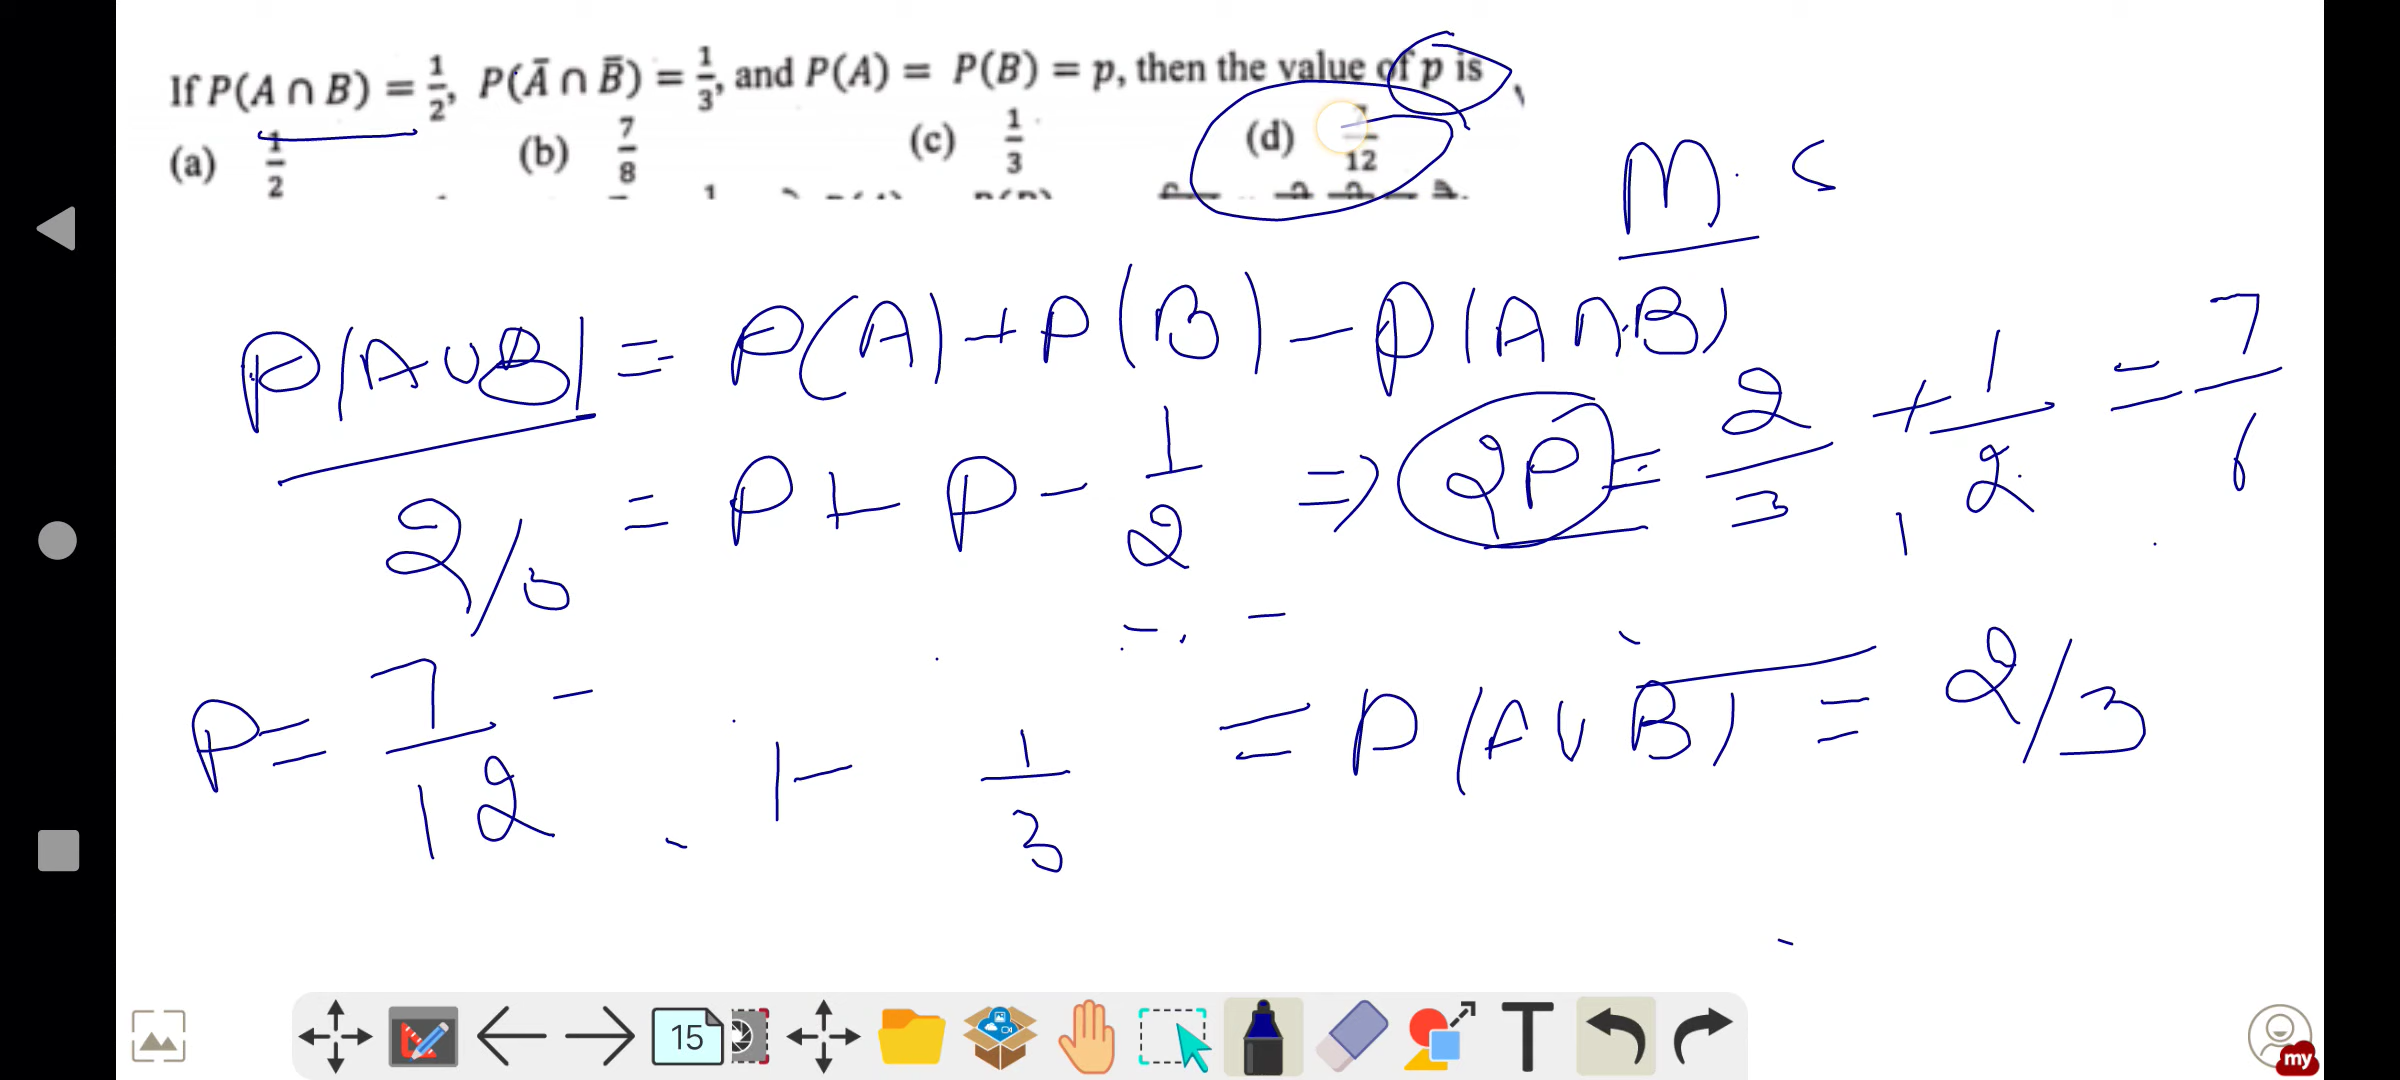 If P(A ∩ B) = 1/2, P(Ā ∩ B̄) = 1/3, and P(A) = P(B) = p, then the value of p is
(a) 1/2 (b) 7/8 (c) 1/3 (d) 7/12
M.
P(A∪B) = P(A) + P(B) - P(A∩B)
2/3 = P + P - 1/2 ⇒ 2P = 2/3 + 1/2 = 7/6
P = 7/12
1 - 1/3 = P(A∪B) = 2/3
15
T
my